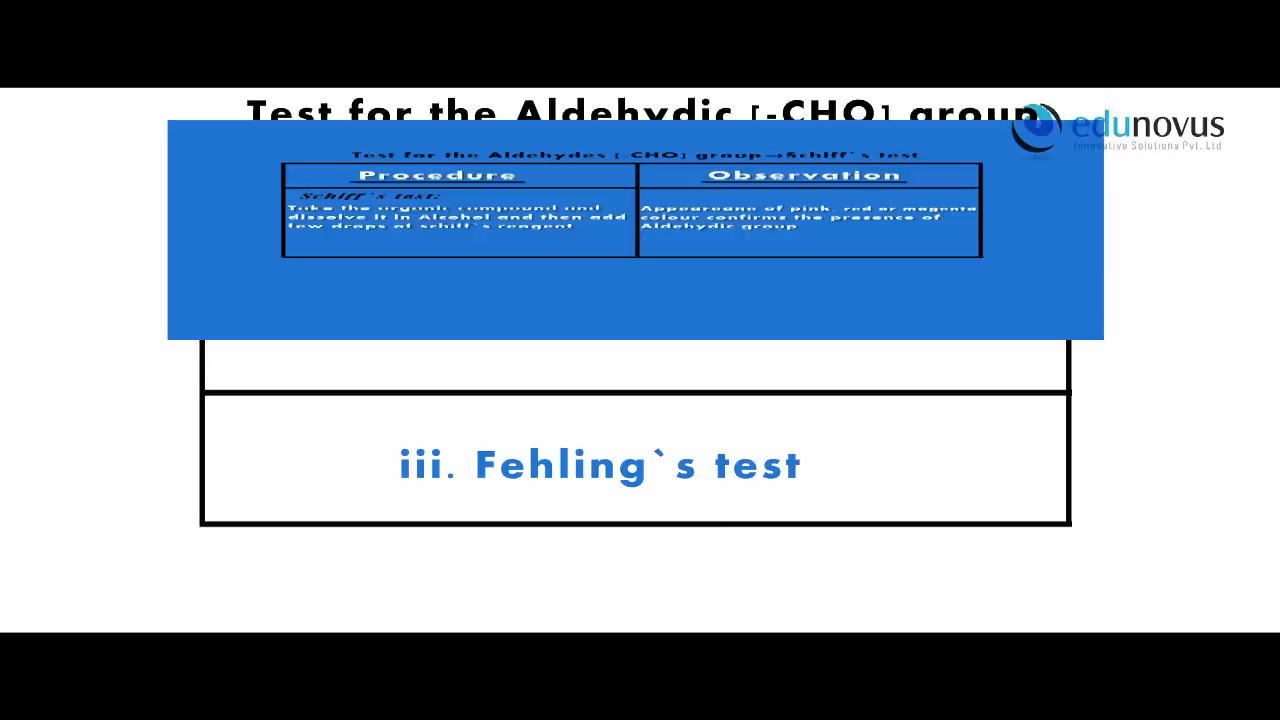 Test for the Aldehydic [-CHO] group
edunovus
Innovative Solutions Pvt. Ltd
Test for the Aldehydes [-CHO] group→Schiff`s test
Procedure
Observation
Schiff`s test:
Take the organic compound and
dissolve it in Alcohol and then add
few drops of schiff`s reagent
Appeareane of pink, red or magenta
colour confirms the presence of
Aldehydic group
iii. Fehling`s test